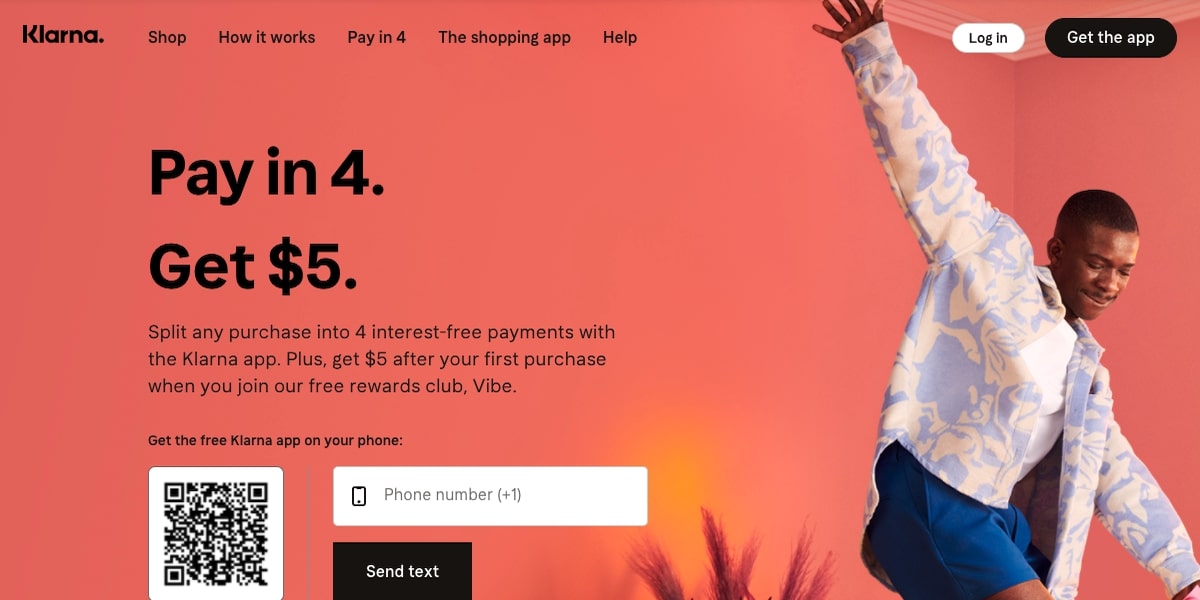 Klarna.
Shop
How it works
Pay in 4
The shopping app
Help
Log in
Get the app
Pay in 4.
Get $5.
Split any purchase into 4 interest-free payments with
the Klarna app. Plus, get $5 after your first purchase
when you join our free rewards club, Vibe.
Get the free Klarna app on your phone:
Phone number (+1)
Send text